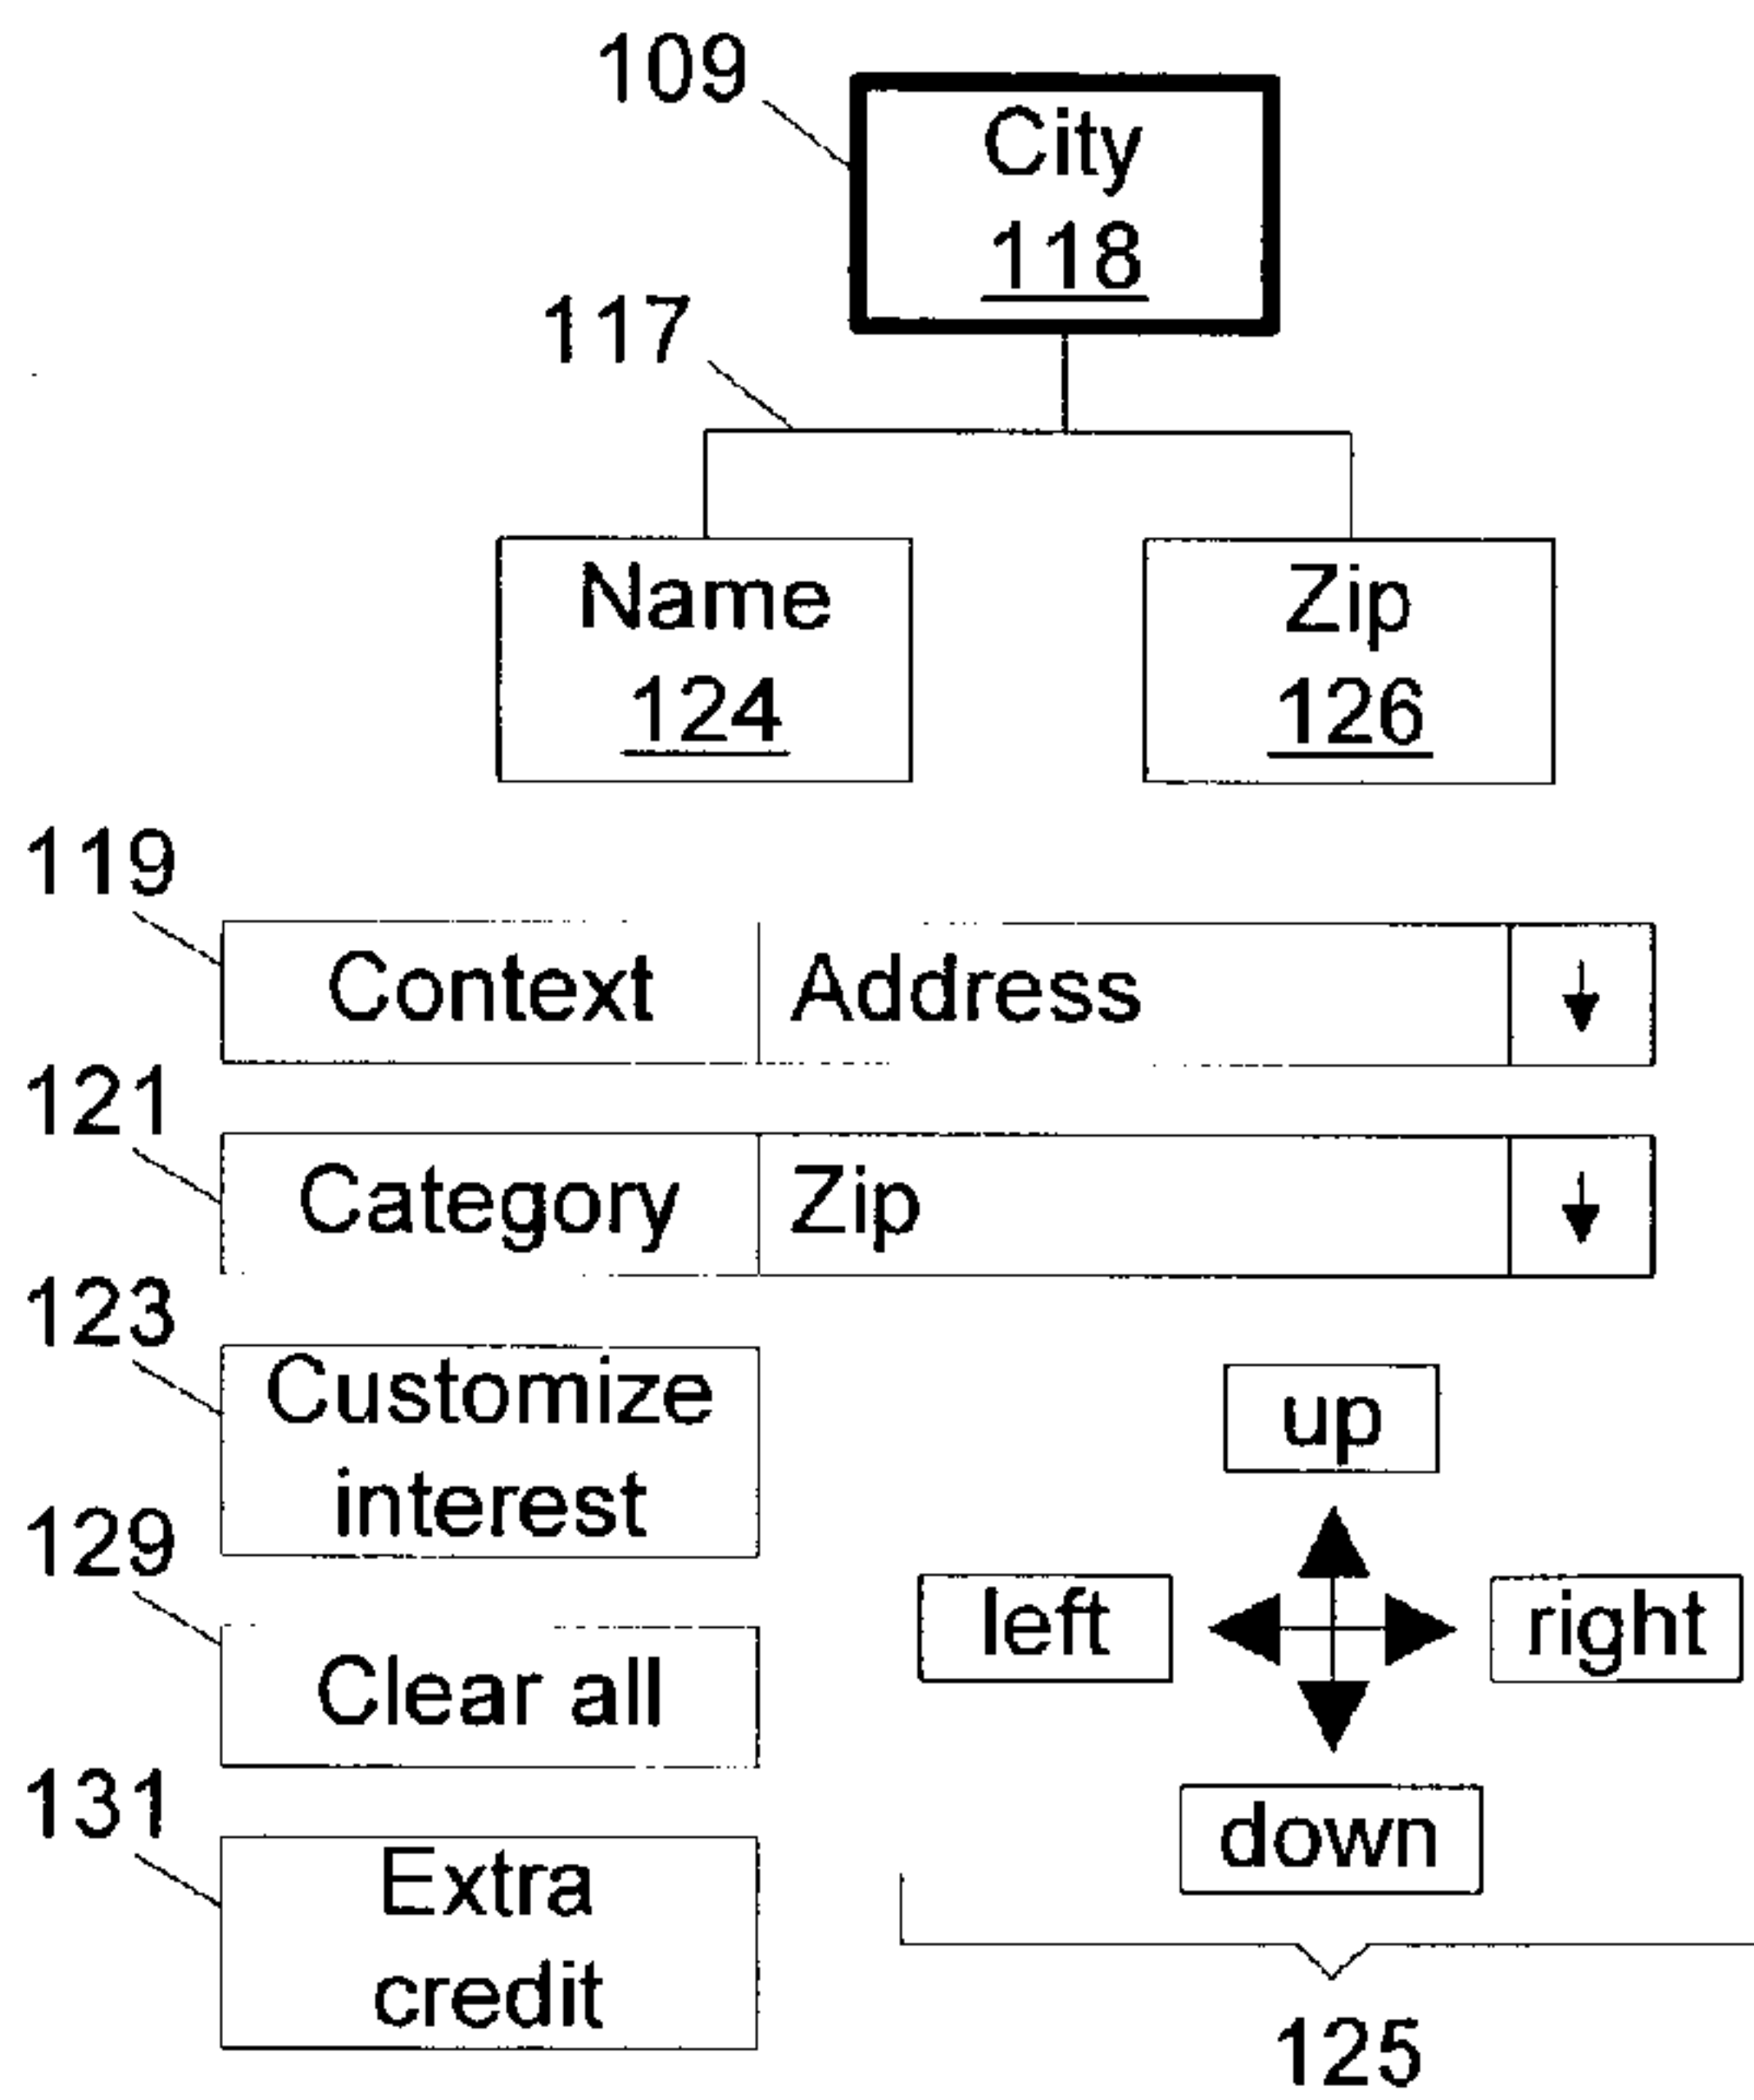 109
City
118
117
Name
124
Zip
126
119
Context Address
121
Category Zip
123
Customize
interest
up
129
left
right
Clear all
131
down
Extra
credit
125